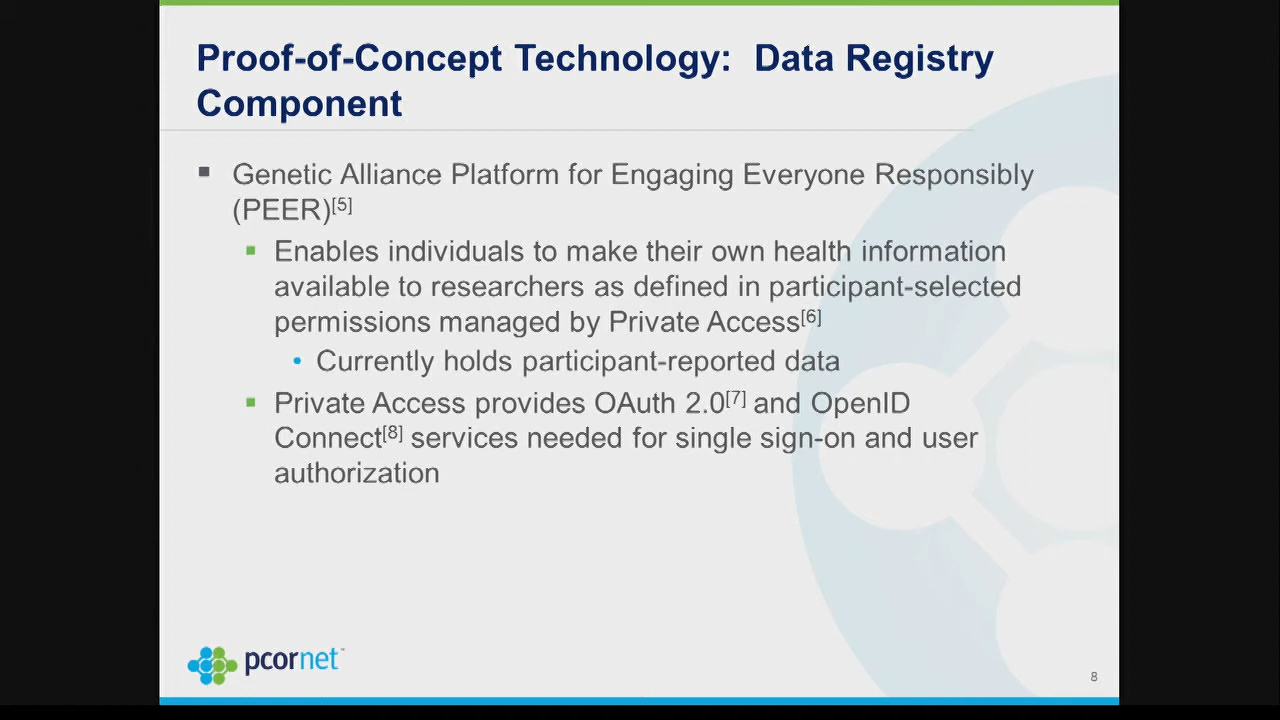 Proof-of-Concept Technology: Data Registry
Component
Genetic Alliance Platform for Engaging Everyone Responsibly
(PEER)[5]
Enables individuals to make their own health information
available to researchers as defined in participant-selected
permissions managed by Private Access[6]
Currently holds participant-reported data
Private Access provides OAuth 2.0[7] and OpenID
Connect[8] services needed for single sign-on and user
authorization
pcornet™
8